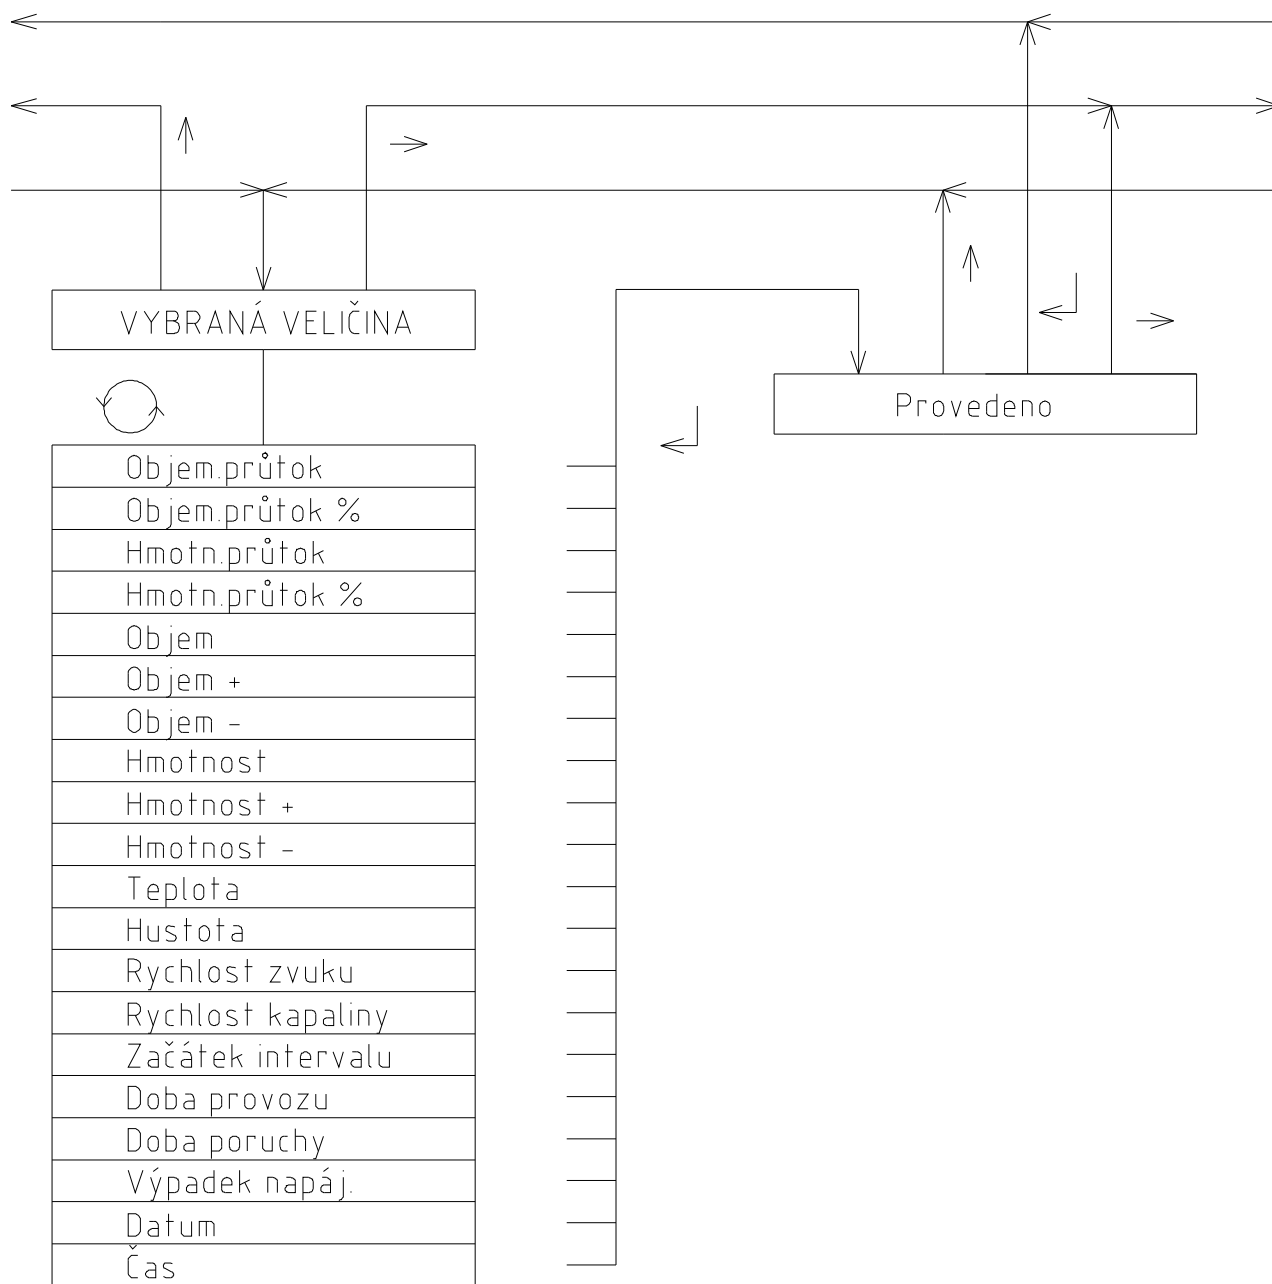 VYBRANÁ VELIČINA
Provedeno
Objem.průtok
Objem.průtok %
Hmotn.průtok
Hmotn.průtok %
Objem
Objem +
Objem -
Hmotnost
Hmotnost +
Hmotnost -
Teplota
Hustota
Rychlost zvuku
Rychlost kapaliny
Začátek intervalu
Doba provozu
Doba poruchy
Výpadek napáj.
Datum
Čas